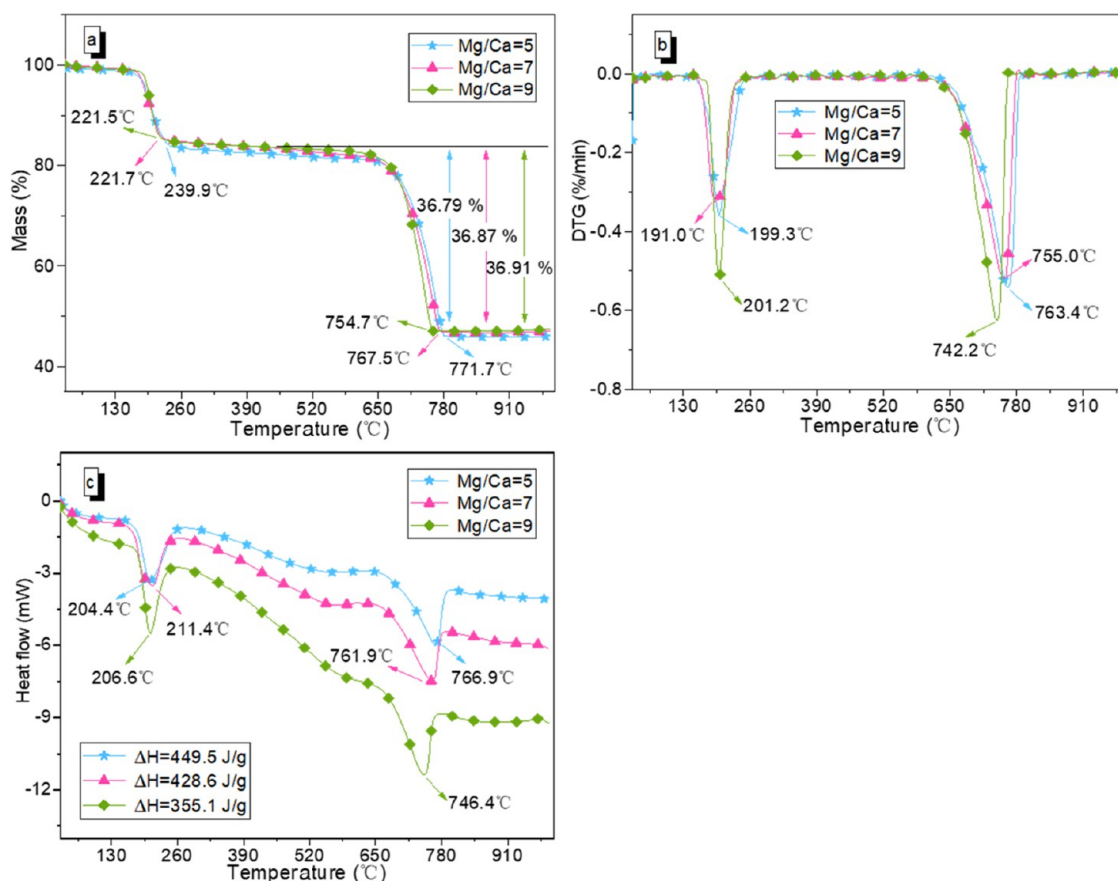 a
Mg/Ca=5
Mg/Ca=7
Mg/Ca=9
100
80
60
40
Mass (%)
221.5℃
221.7℃
239.9℃
36.79 %
36.87 %
36.91 %
754.7℃
767.5℃
771.7℃
130 260 390 520 650 780 910
Temperature (℃)
b
Mg/Ca=5
Mg/Ca=7
Mg/Ca=9
0.0
-0.2
-0.4
-0.6
-0.8
DTG (%/min)
191.0℃
199.3℃
201.2℃
755.0℃
763.4℃
742.2℃
130 260 390 520 650 780 910
Temperature (℃)
c
Mg/Ca=5
Mg/Ca=7
Mg/Ca=9
0
-3
-6
-9
-12
Heat flow (mW)
204.4℃
211.4℃
206.6℃
761.9℃
766.9℃
746.4℃
ΔH=449.5 J/g
ΔH=428.6 J/g
ΔH=355.1 J/g
130 260 390 520 650 780 910
Temperature (℃)